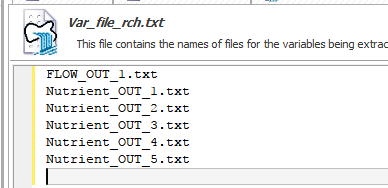 Var_file_rch.txt
This file contains the names of files for the variables being extrac
FLOW_OUT_1.txt
Nutrient_OUT_1.txt
Nutrient_OUT_2.txt
Nutrient_OUT_3.txt
Nutrient_OUT_4.txt
Nutrient_OUT_5.txt